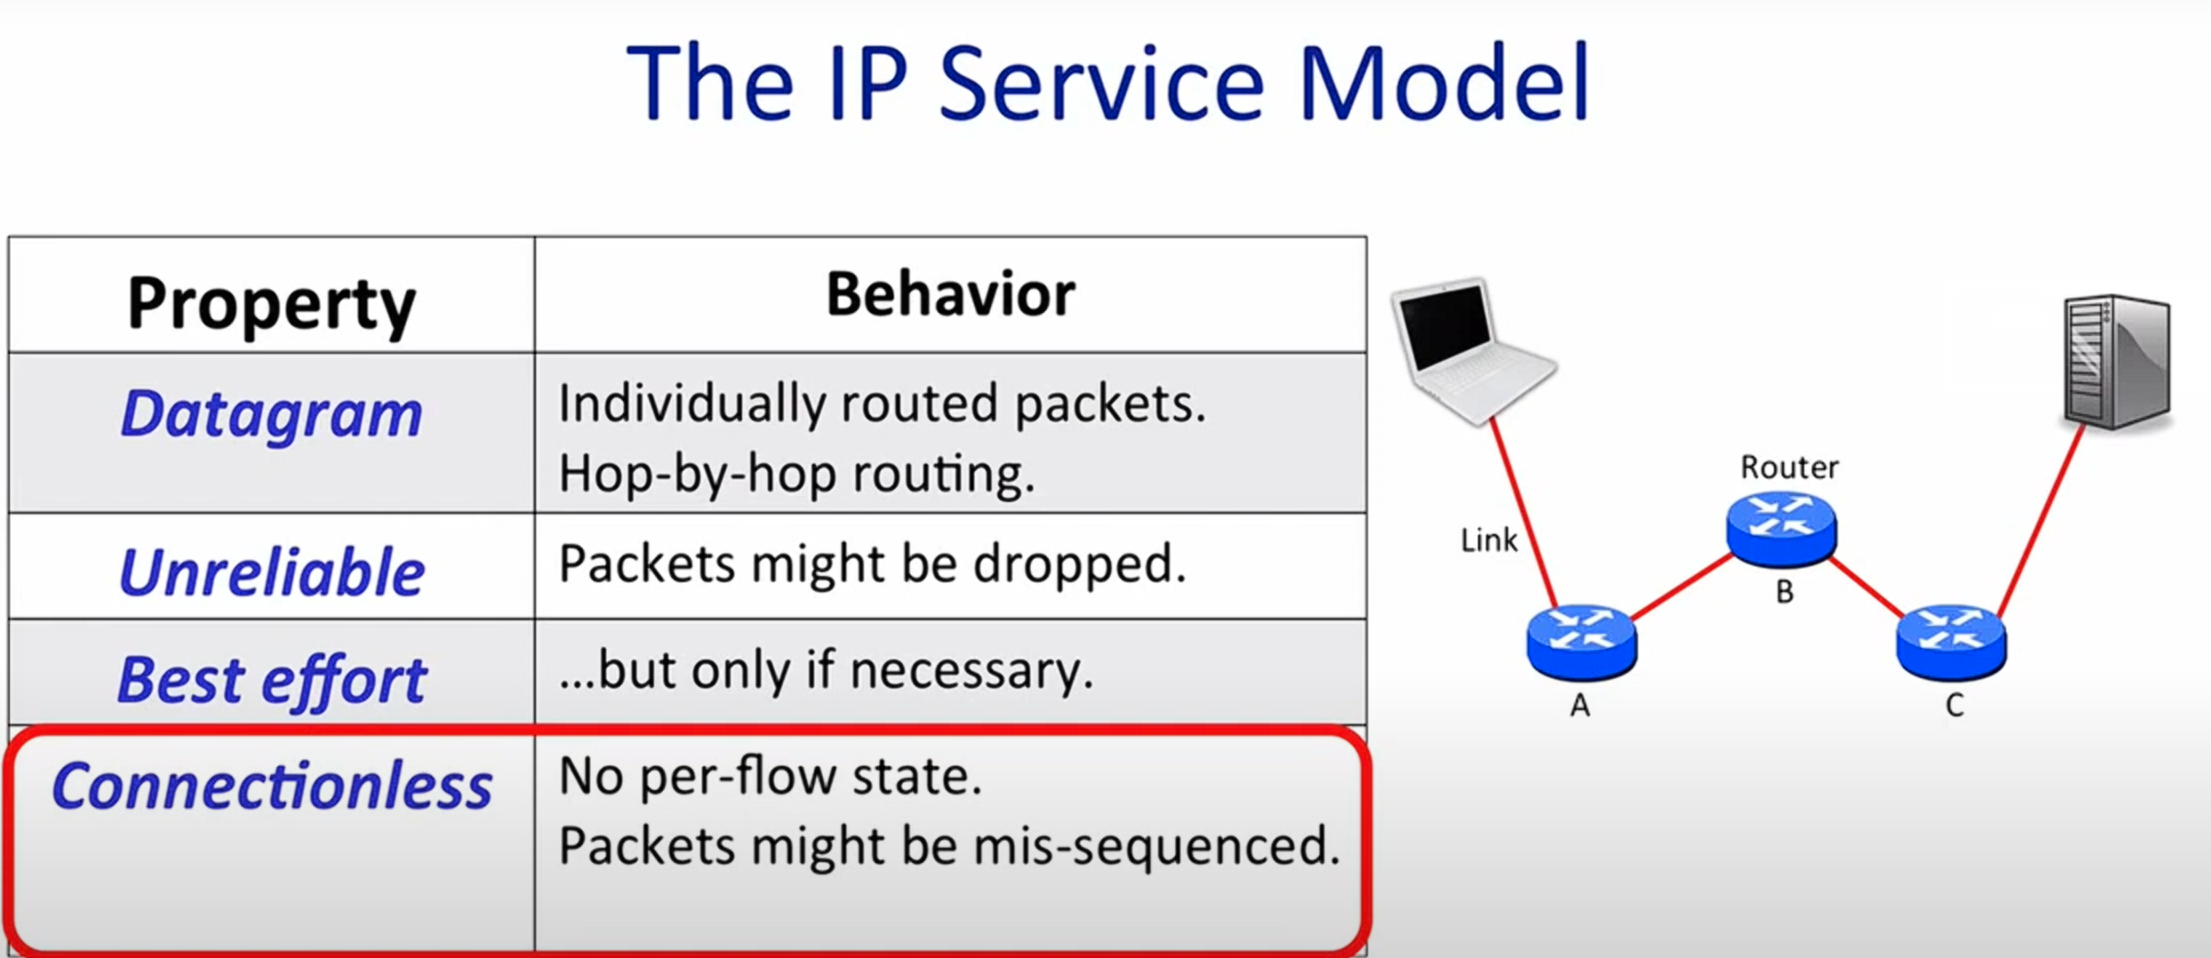 The IP Service Model
Property
Behavior
Datagram
Individually routed packets.
Hop-by-hop routing.
Unreliable
Packets might be dropped.
Best effort
...but only if necessary.
Connectionless
No per-flow state.
Packets might be mis-sequenced.
Router
Link
B
A
C